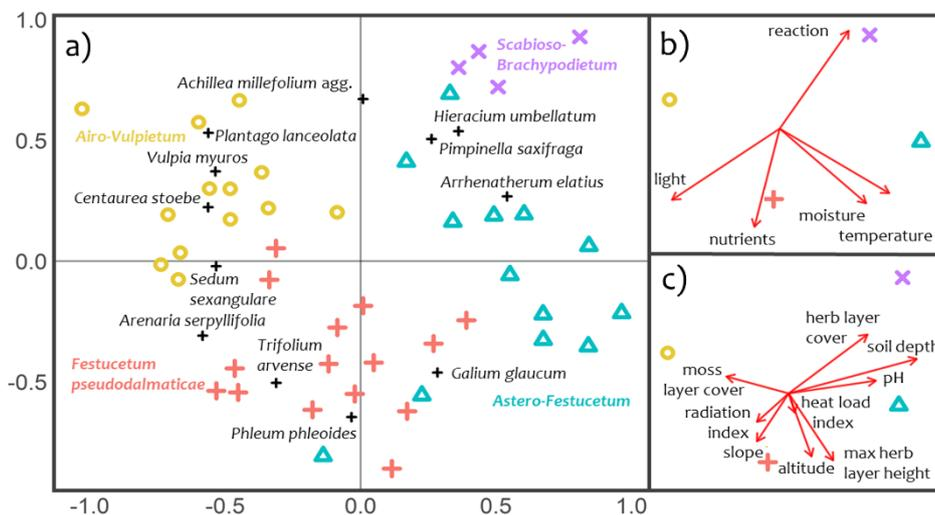 1.0
a)
Scabioso-
Brachypodietum
Achillea millefolium agg.
Airo-Vulpietum
Plantago lanceolata
Hieracium umbellatum
0.5
Pimpinella saxifraga
Vulpia myuros
Arrhenatherum elatius
Centaurea stoebe
0.0
Sedum
sexangulare
Arenaria serpyllifolia
Trifolium
arvense
Festucetum
pseudodalmaticae
Galium glaucum
-0.5
Astero-Festucetum
Phleum phleoides
-1.0 -0.5 0.0 0.5 1.0
b)
reaction
light
moisture
nutrients
temperature
c)
herb layer
cover
soil depth
moss
layer cover
pH
radiation
index
heat load
index
slope
altitude
max herb
layer height